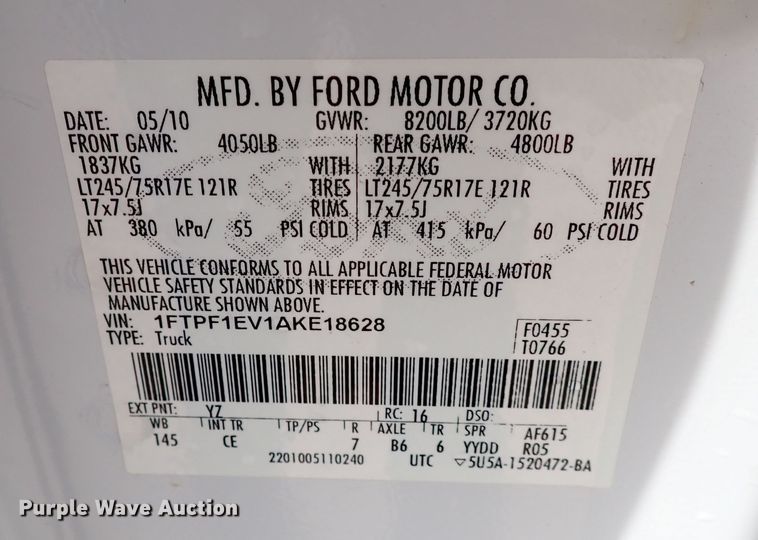 MFD. BY FORD MOTOR CO.
DATE: 05/10 GVWR: 8200LB/ 3720KG
FRONT GAWR: 4050LB REAR GAWR: 4800LB
1837KG WITH 2177KG WITH
LT245/75R17E 121R TIRES LT245/75R17E 121R TIRES
17x7.5J RIMS 17x7.5J RIMS
AT 380 kPa/ 55 PSI COLD AT 415 kPa/ 60 PSI COLD
THIS VEHICLE CONFORMS TO ALL APPLICABLE FEDERAL MOTOR
VEHICLE SAFETY STANDARDS IN EFFECT ON THE DATE OF
MANUFACTURE SHOWN ABOVE.
VIN: 1FTPF1EV1AKE18628 F0455
TYPE: Truck T0766
EXT PNT: YZ RC: 16 DSO:
WB INT TR TP/PS R AXLE TR SPR AF615
145 CE 7 B6 6 YYDD R05
2201005110240 UTC ▽5U5A-1520472-BA
Purple Wave Auction